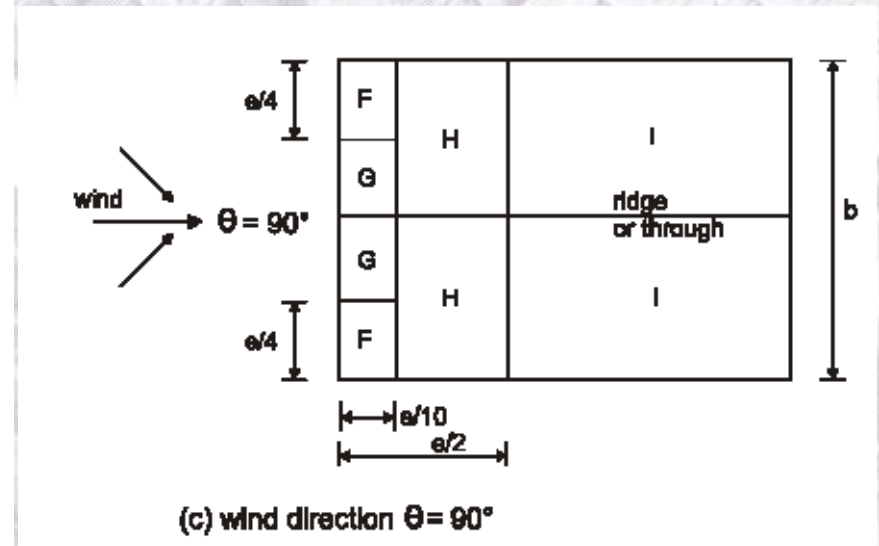 e/4
F
H
I
G
wind
θ = 90°
ridge
or through
b
G
H
I
e/4
F
e/10
e/2
(c) wind direction θ = 90°